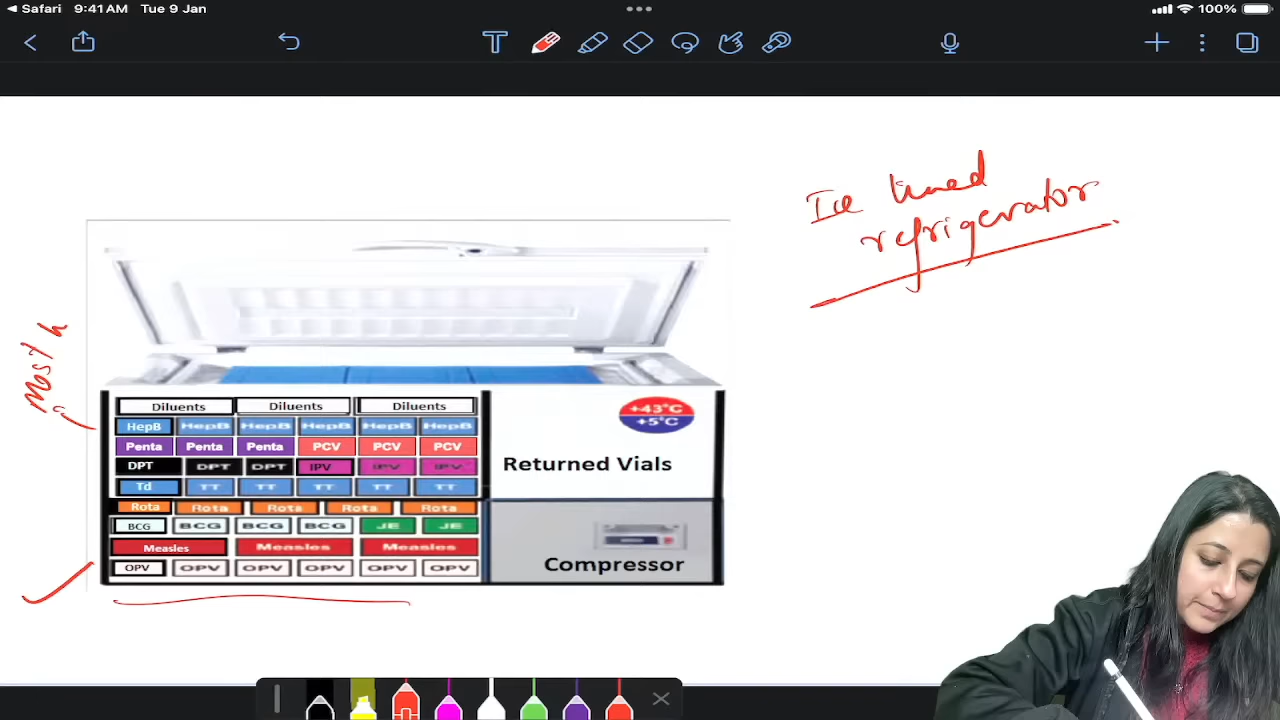 Safari 9:41 AM Tue 9 Jan
100%
Ice lined
refrigerator
Most h
Diluents Diluents Diluents
HepB HepB HepB HepB HepB HepB
Penta Penta Penta PCV PCV PCV
DPT DPT DPT IPV IPV IPV
Td TT TT TT TT TT
Rota Rota Rota Rota Rota
BCG BCG BCG BCG JE JE
Measles Measles Measles
OPV OPV OPV OPV OPV OPV
+43°C
+5°C
Returned Vials
Compressor